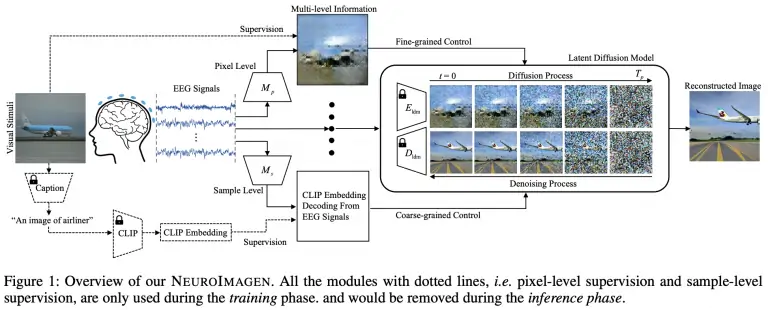 Multi-level Information
Supervision
Fine-grained Control
Pixel Level
Latent Diffusion Model
Visual Stimuli
EEG Signals
M_p
t = 0
Diffusion Process
T_p
Reconstructed Image
E_ldm
D_ldm
M_s
Sample Level
Denoising Process
Caption
CLIP Embedding
Decoding From
EEG Signals
"An image of airliner"
CLIP
CLIP Embedding
Supervision
Coarse-grained Control
Figure 1: Overview of our NEUROIMAGEN. All the modules with dotted lines, i.e. pixel-level supervision and sample-level
supervision, are only used during the training phase. and would be removed during the inference phase.